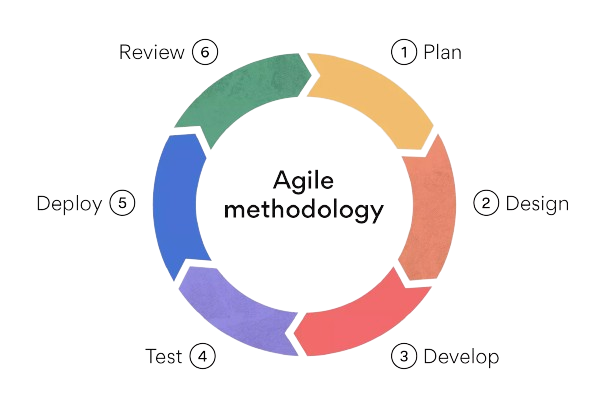 Agile
methodology
1 Plan
2 Design
3 Develop
Test 4
Deploy 5
Review 6